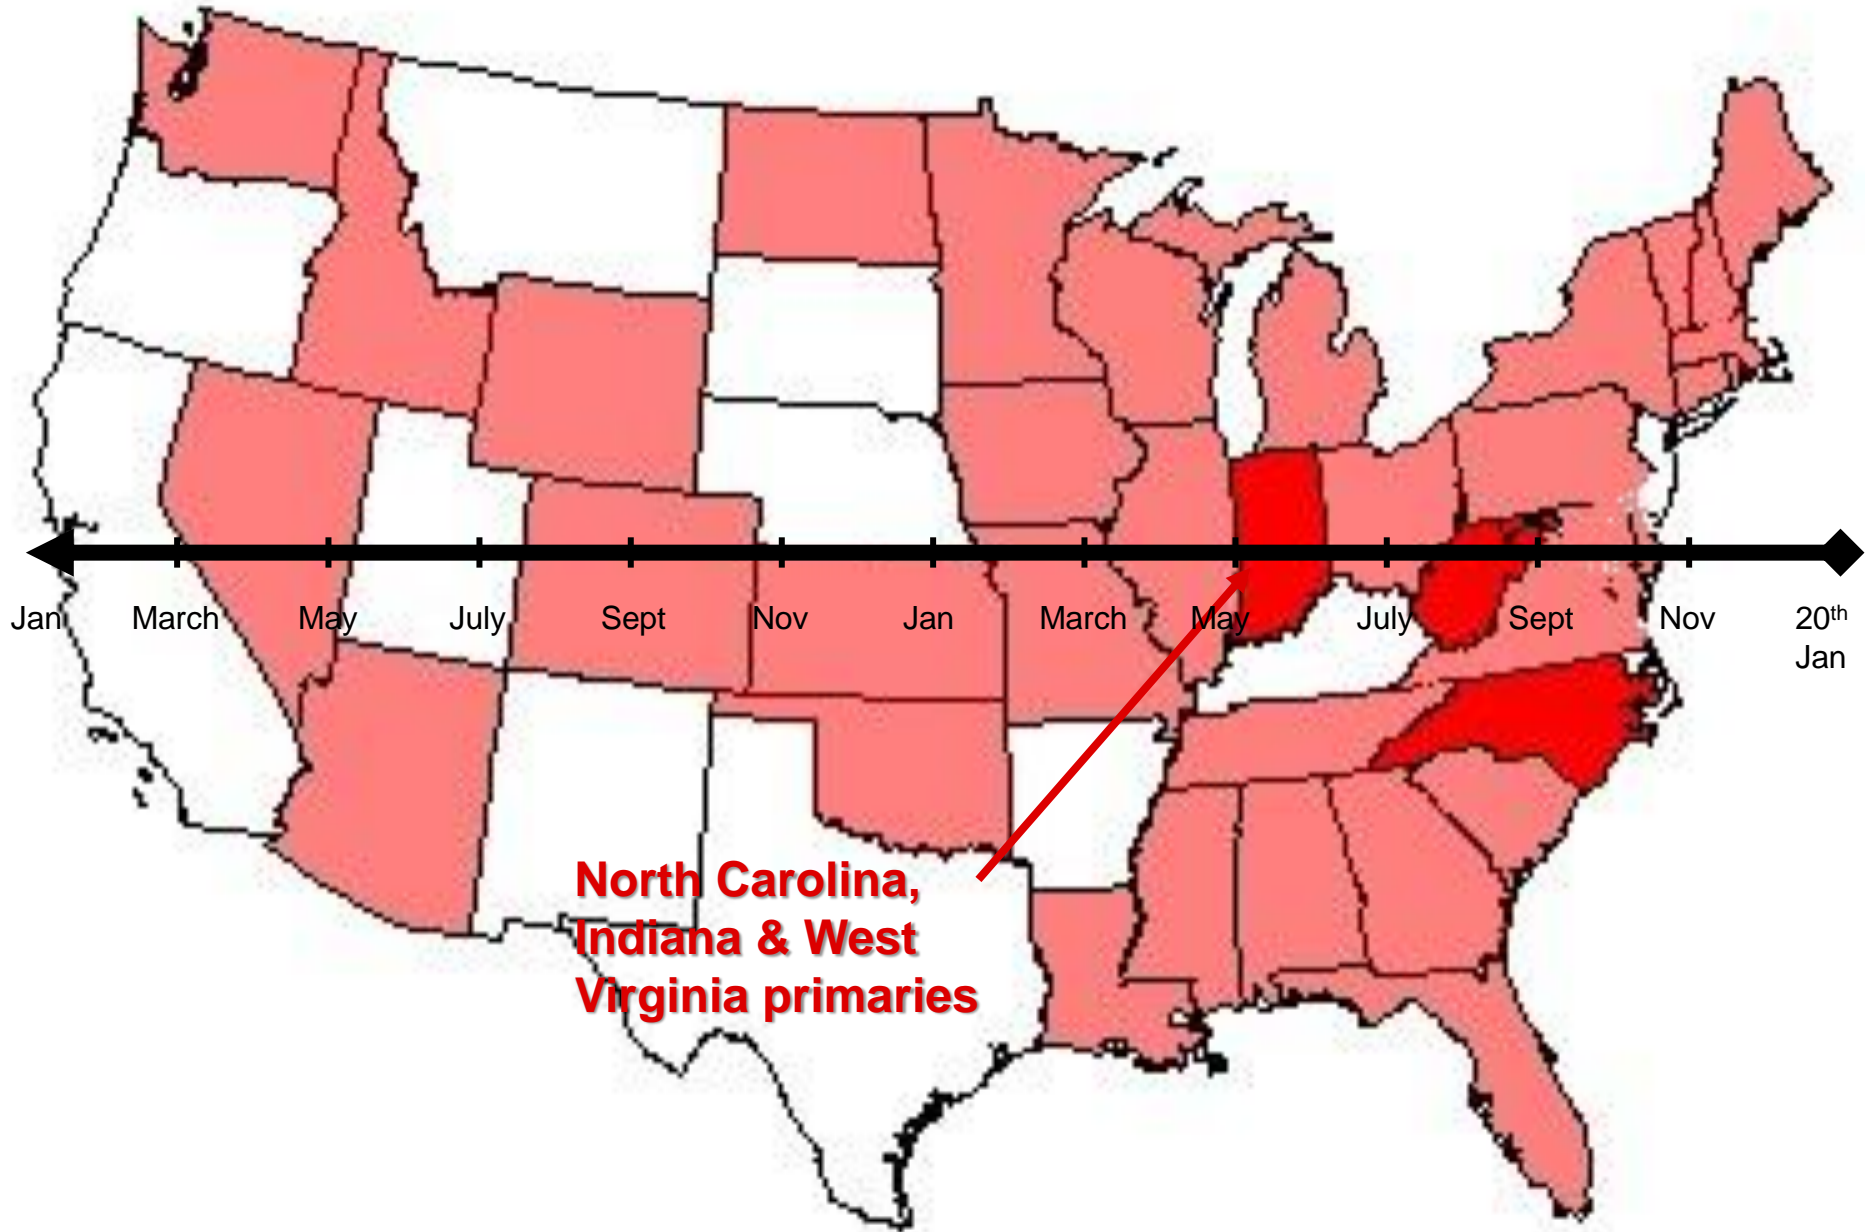 Jan March May July Sept Nov Jan March May July Sept Nov 20th
Jan
North Carolina,
Indiana & West
Virginia primaries